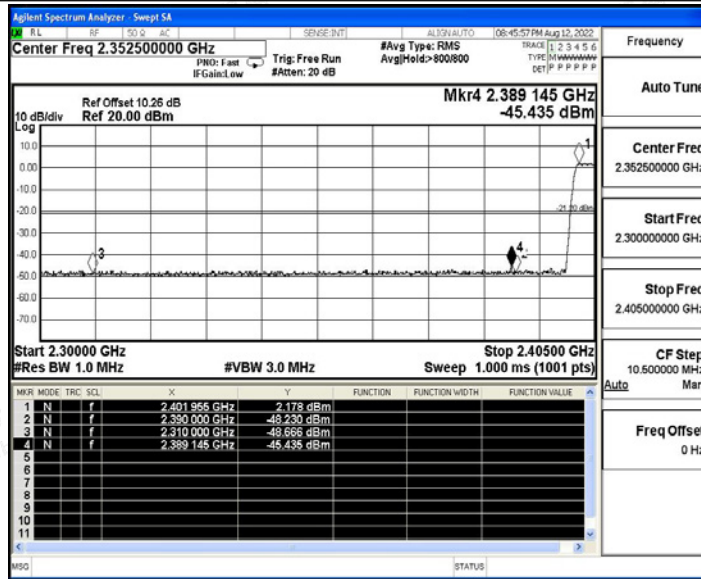 Agilent Spectrum Analyzer - Swept SA
RL RF 50 Ω AC SENSE:INT ALIGNAUTO 08:45:57 PM Aug 12, 2022
Center Freq 2.352500000 GHz
PNO: Fast
IFGain:Low
Trig: Free Run
#Atten: 20 dB
#Avg Type: RMS
Avg|Hold:>800/800
TRACE 1 2 3 4 5 6
TYPE M WWWWW
DET P P P P P P
Ref Offset 10.26 dB
10 dB/div Ref 20.00 dBm
Log
Mkr4 2.389 145 GHz
-45.435 dBm
10.0
0.00
-10.0
-20.0
-30.0
-40.0
-50.0
-60.0
-70.0
1
-21.20 dBm
3
4
2
Start 2.30000 GHz Stop 2.40500 GHz
#Res BW 1.0 MHz #VBW 3.0 MHz Sweep 1.000 ms (1001 pts)
MKR MODE TRC SCL X Y FUNCTION FUNCTION WIDTH FUNCTION VALUE
1 N f 2.401 955 GHz 2.178 dBm
2 N f 2.390 000 GHz -48.230 dBm
3 N f 2.310 000 GHz -48.666 dBm
4 N f 2.389 145 GHz -45.435 dBm
5
6
7
8
9
10
11
MSG STATUS
Frequency
Auto Tune
Center Freq
2.352500000 GHz
Start Freq
2.300000000 GHz
Stop Freq
2.405000000 GHz
CF Step
10.500000 MHz
Auto Man
Freq Offset
0 Hz